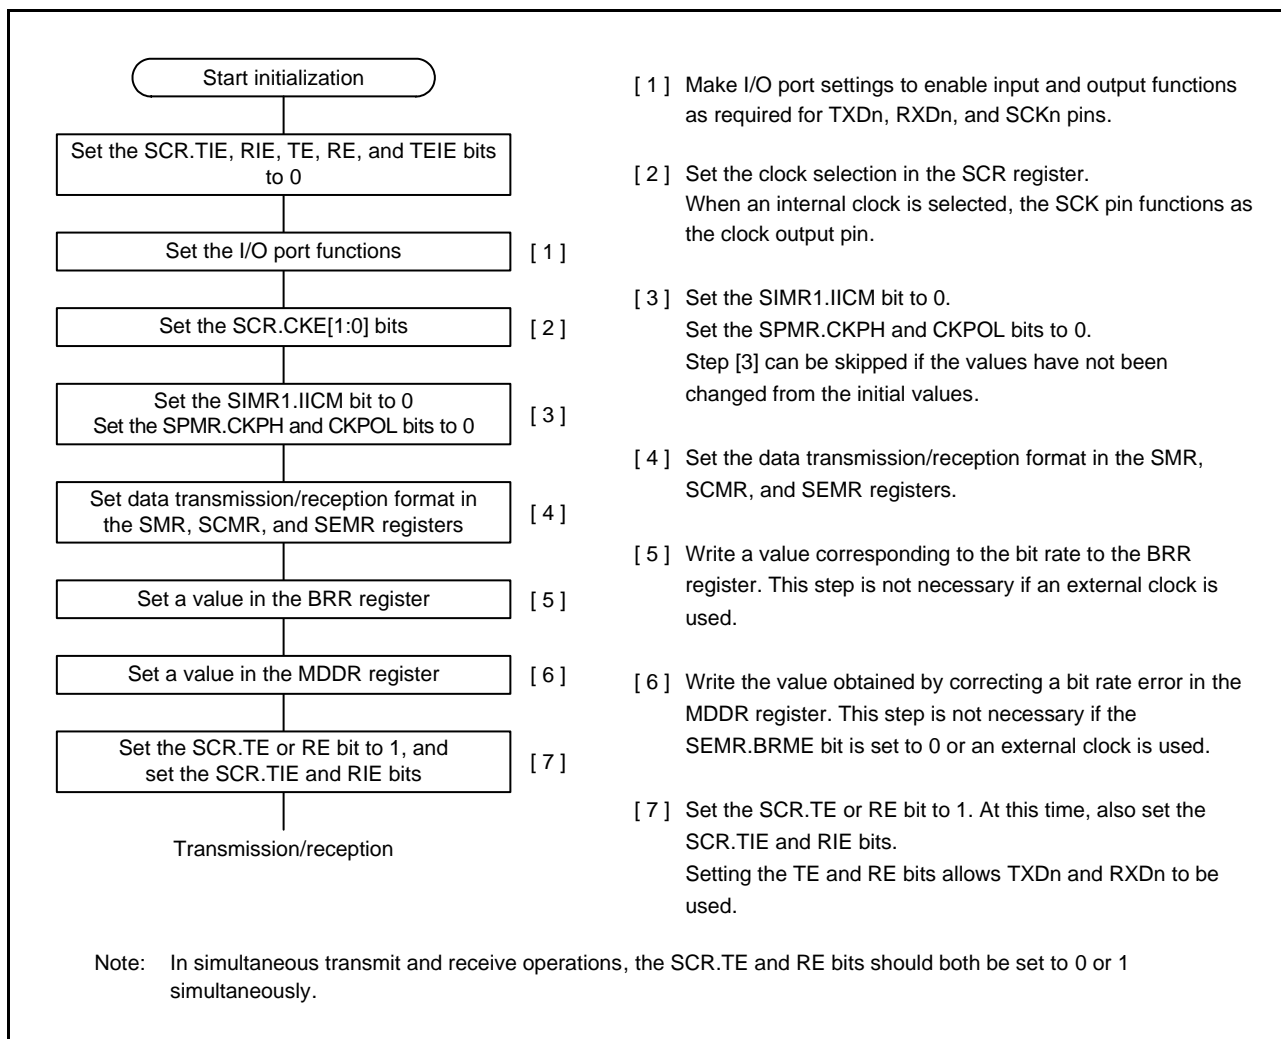 Start initialization
Set the SCR.TIE, RIE, TE, RE, and TEIE bits
to 0
Set the I/O port functions
[ 1 ]
Set the SCR.CKE[1:0] bits
[ 2 ]
Set the SIMR1.IICM bit to 0
Set the SPMR.CKPH and CKPOL bits to 0
[ 3 ]
Set data transmission/reception format in
the SMR, SCMR, and SEMR registers
[ 4 ]
Set a value in the BRR register
[ 5 ]
Set a value in the MDDR register
[ 6 ]
Set the SCR.TE or RE bit to 1, and
set the SCR.TIE and RIE bits
[ 7 ]
Transmission/reception
[ 1 ] Make I/O port settings to enable input and output functions
as required for TXDn, RXDn, and SCKn pins.
[ 2 ] Set the clock selection in the SCR register.
When an internal clock is selected, the SCK pin functions as
the clock output pin.
[ 3 ] Set the SIMR1.IICM bit to 0.
Set the SPMR.CKPH and CKPOL bits to 0.
Step [3] can be skipped if the values have not been
changed from the initial values.
[ 4 ] Set the data transmission/reception format in the SMR,
SCMR, and SEMR registers.
[ 5 ] Write a value corresponding to the bit rate to the BRR
register. This step is not necessary if an external clock is
used.
[ 6 ] Write the value obtained by correcting a bit rate error in the
MDDR register. This step is not necessary if the
SEMR.BRME bit is set to 0 or an external clock is used.
[ 7 ] Set the SCR.TE or RE bit to 1. At this time, also set the
SCR.TIE and RIE bits.
Setting the TE and RE bits allows TXDn and RXDn to be
used.
Note: In simultaneous transmit and receive operations, the SCR.TE and RE bits should both be set to 0 or 1
simultaneously.